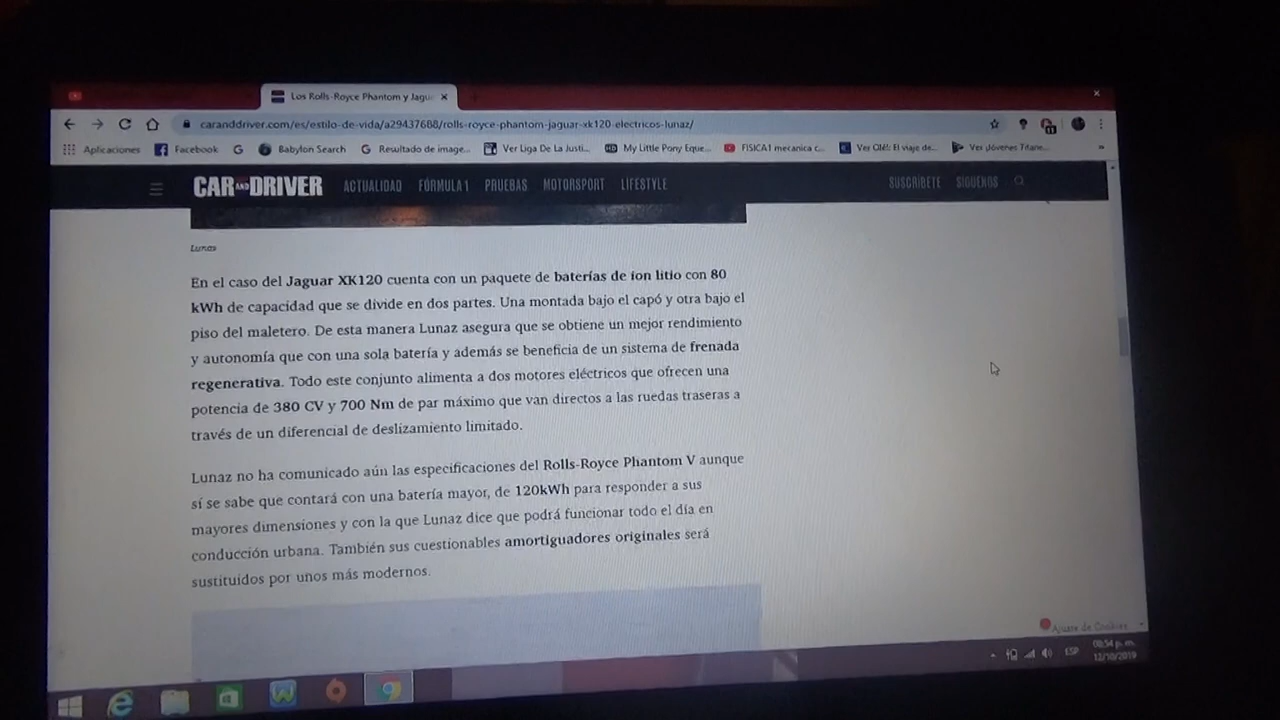 Los Rolls-Royce Phantom y Jagu
caranddriver.com/es/estilo-de-vida/a29437688/rolls-royce-phantom-jaguar-xk120-electricos-lunaz/
Aplicaciones Facebook Babylon Search Resultado de image... Ver Liga De La Justi... My Little Pony Eque... FISICA1 mecanica c... Ver Olé!: El viaje de... Ver Jóvenes Titane...
CAR AND DRIVER ACTUALIDAD FÓRMULA 1 PRUEBAS MOTORSPORT LIFESTYLE SUSCRÍBETE SÍGUENOS
Lunas
En el caso del Jaguar XK120 cuenta con un paquete de baterías de ion litio con 80
kWh de capacidad que se divide en dos partes. Una montada bajo el capó y otra bajo el
piso del maletero. De esta manera Lunaz asegura que se obtiene un mejor rendimiento
y autonomía que con una sola batería y además se beneficia de un sistema de frenada
regenerativa. Todo este conjunto alimenta a dos motores eléctricos que ofrecen una
potencia de 380 CV y 700 Nm de par máximo que van directos a las ruedas traseras a
través de un diferencial de deslizamiento limitado.
Lunaz no ha comunicado aún las especificaciones del Rolls-Royce Phantom V aunque
sí se sabe que contará con una batería mayor, de 120kWh para responder a sus
mayores dimensiones y con la que Lunaz dice que podrá funcionar todo el día en
conducción urbana. También sus cuestionables amortiguadores originales será
sustituidos por unos más modernos.
Ajuste de Cookies
ESP
08:54 p. m.
12/10/2019